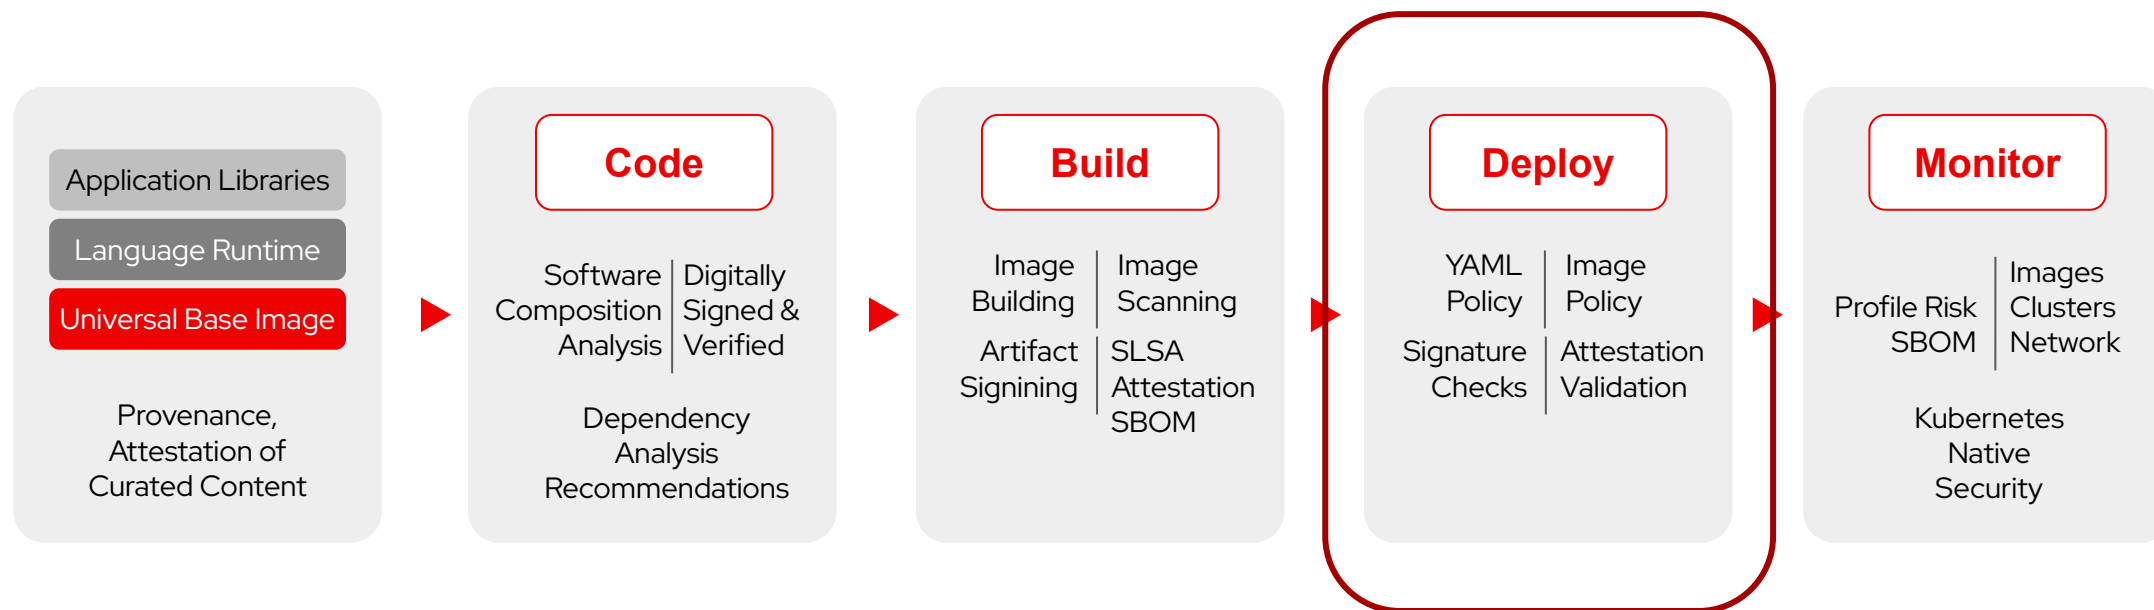 Application Libraries
Language Runtime
Universal Base Image
Provenance,
Attestation of
Curated Content
Code
Software
Composition
Analysis
Digitally
Signed &
Verified
Dependency
Analysis
Recommendations
Build
Image
Building
Image
Scanning
Artifact
Signining
SLSA
Attestation
SBOM
Deploy
YAML
Policy
Image
Policy
Signature
Checks
Attestation
Validation
Monitor
Profile Risk
SBOM
Images
Clusters
Network
Kubernetes
Native
Security